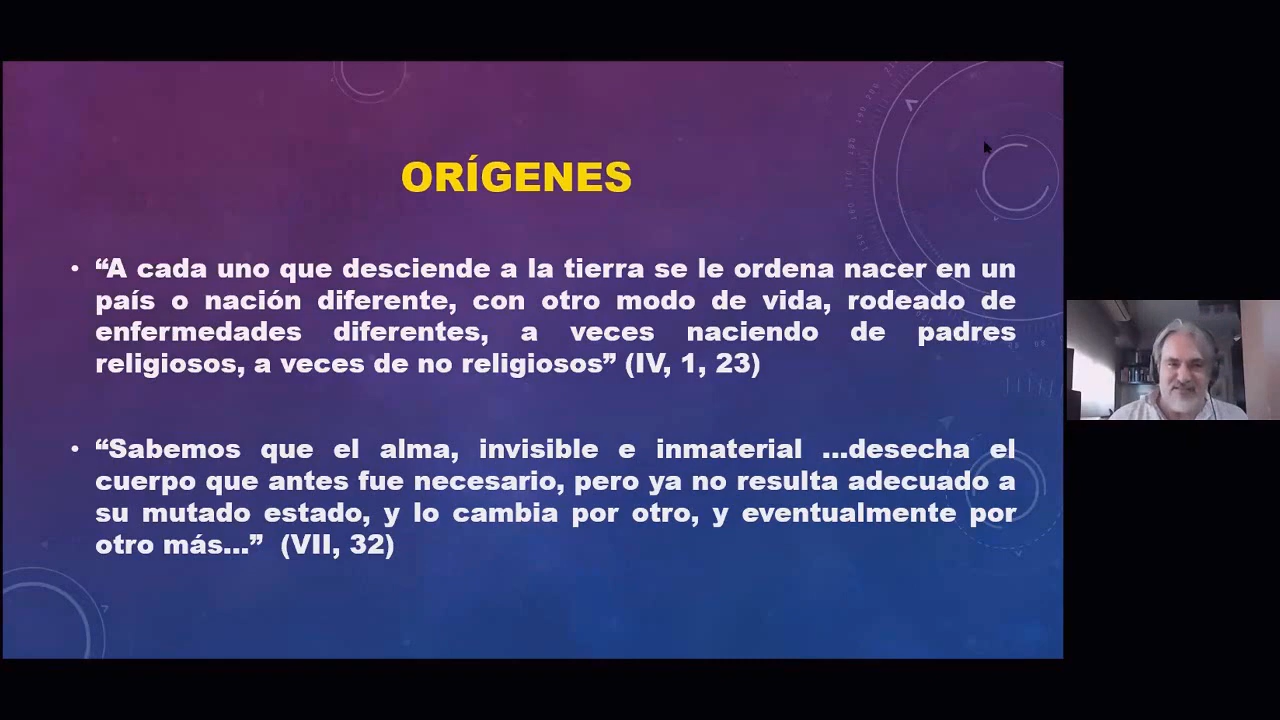 ORÍGENES
• “A cada uno que desciende a la tierra se le ordena nacer en un
país o nación diferente, con otro modo de vida, rodeado de
enfermedades diferentes, a veces naciendo de padres
religiosos, a veces de no religiosos” (IV, 1, 23)
• “Sabemos que el alma, invisible e inmaterial ...desecha el
cuerpo que antes fue necesario, pero ya no resulta adecuado a
su mutado estado, y lo cambia por otro, y eventualmente por
otro más...” (VII, 32)